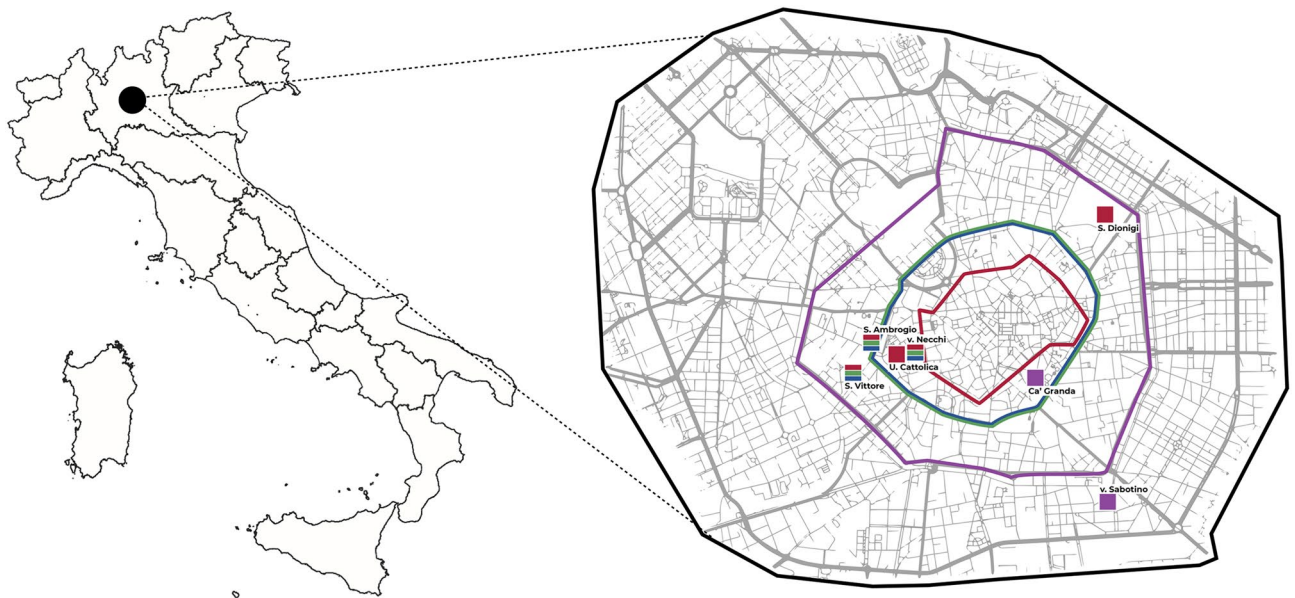 S. Dionigi
S. Ambrogio
v. Necchi
U. Cattolica
S. Vittore
Ca' Granda
v. Sabotino